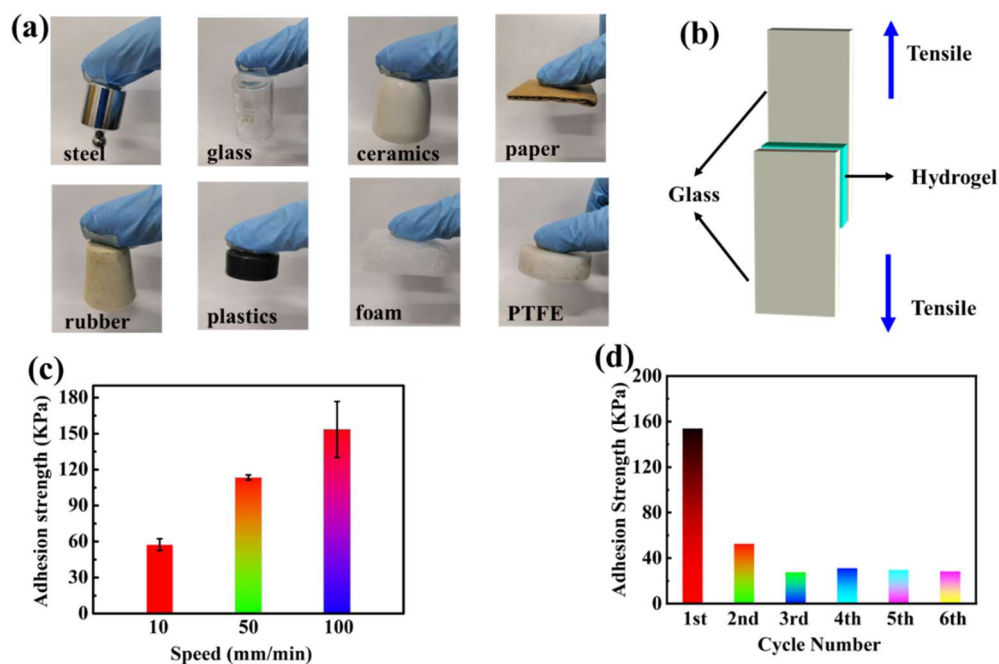 (a)
steel
glass
ceramics
paper
rubber
plastics
foam
PTFE
(b)
Tensile
Glass
Hydrogel
Tensile
(c)
Adhesion strength (KPa)
180
150
120
90
60
30
0
10 50 100
Speed (mm/min)
(d)
Adhesion Strength (KPa)
200
160
120
80
40
0
1st 2nd 3rd 4th 5th 6th
Cycle Number